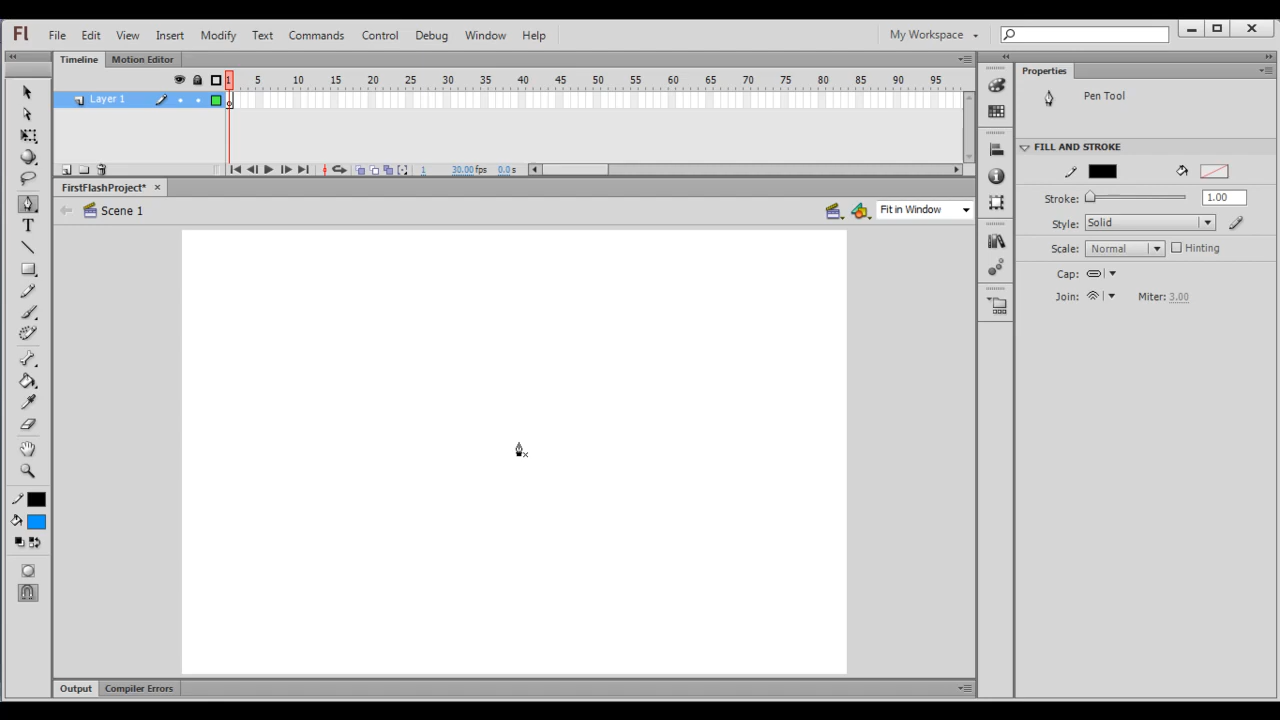 Fl File Edit View Insert Modify Text Commands Control Debug Window Help My Workspace
Timeline Motion Editor
1 5 10 15 20 25 30 35 40 45 50 55 60 65 70 75 80 85 90 95
Layer 1
1 30.00 fps 0.0 s
FirstFlashProject* ×
Scene 1 Fit in Window
T
Output Compiler Errors
Properties
Pen Tool
FILL AND STROKE
Stroke: 1.00
Style: Solid
Scale: Normal Hinting
Cap:
Join: Miter: 3.00